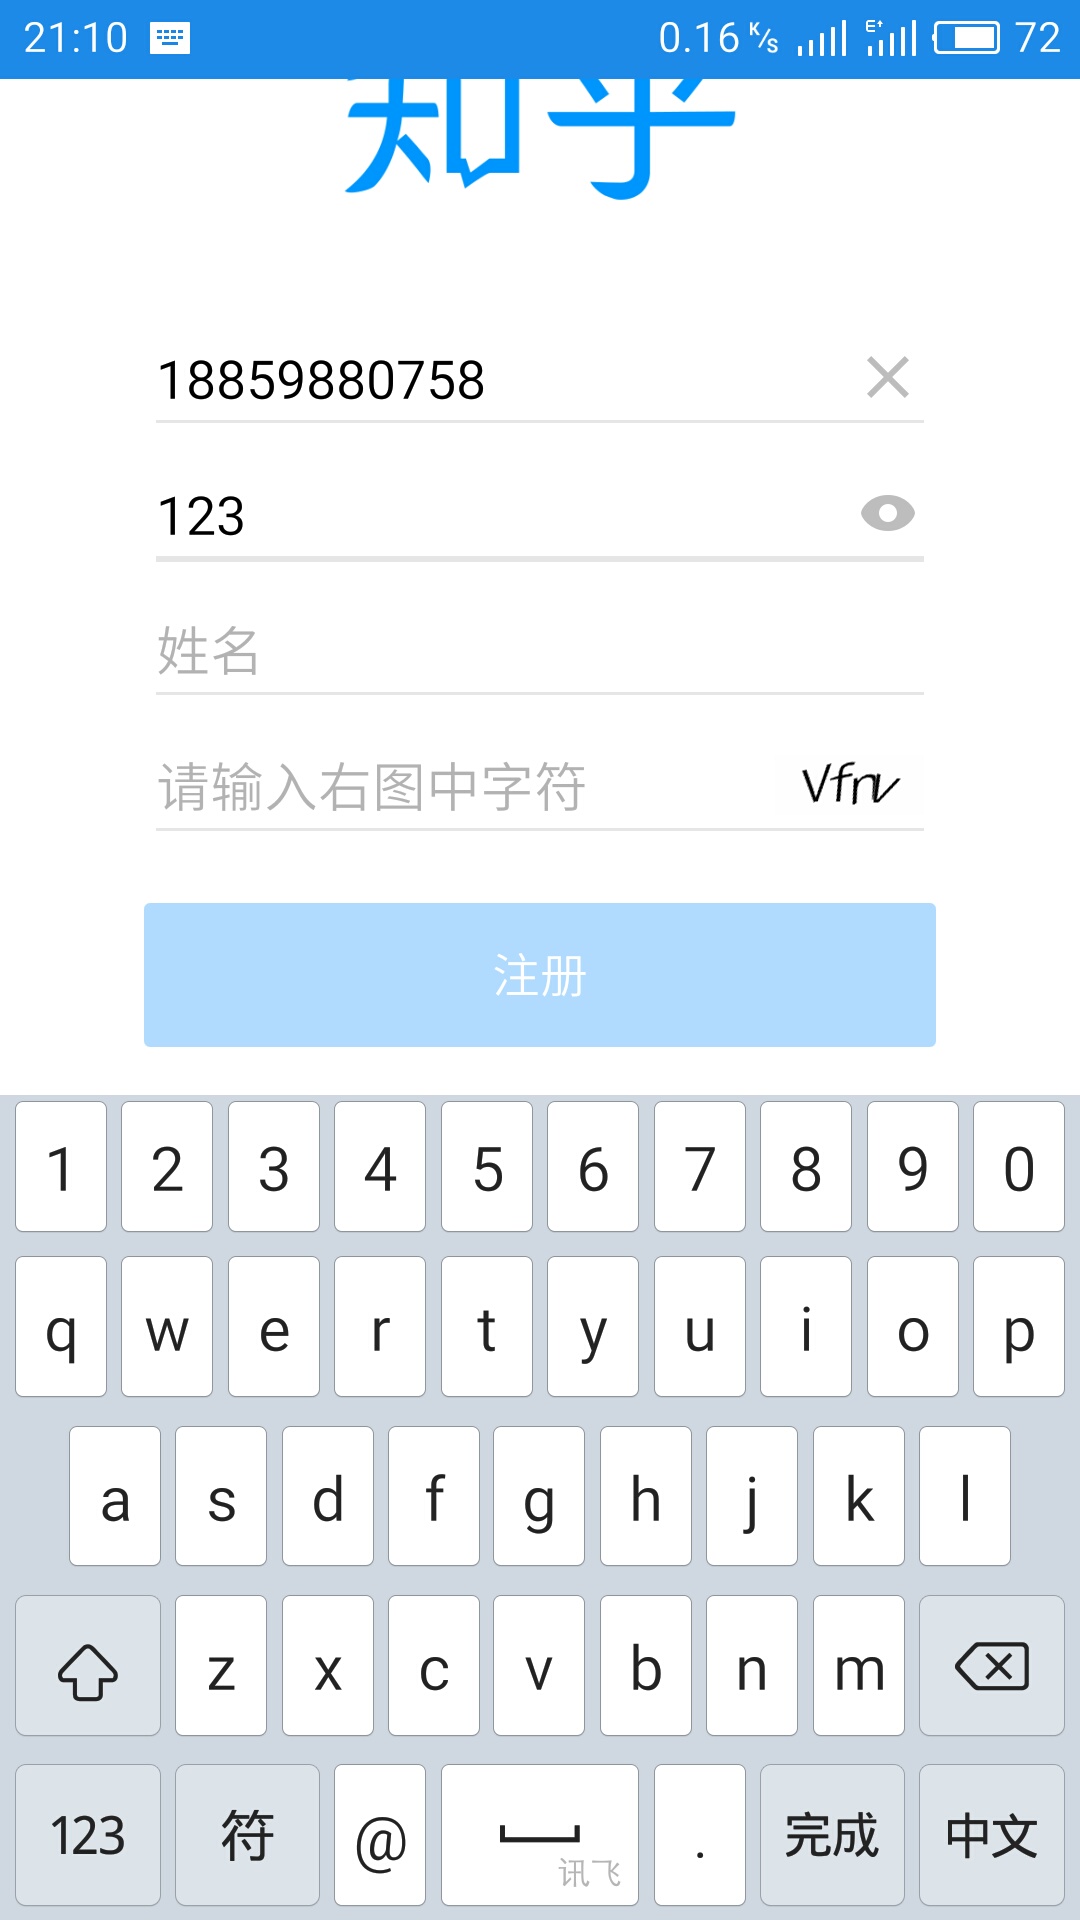 21:10 0.16 K/s E 72
知乎
18859880758
123
姓名
请输入右图中字符 Vfnv
注册
1 2 3 4 5 6 7 8 9 0
q w e r t y u i o p
a s d f g h j k l
z x c v b n m
123 符 @ 讯飞 . 完成 中文